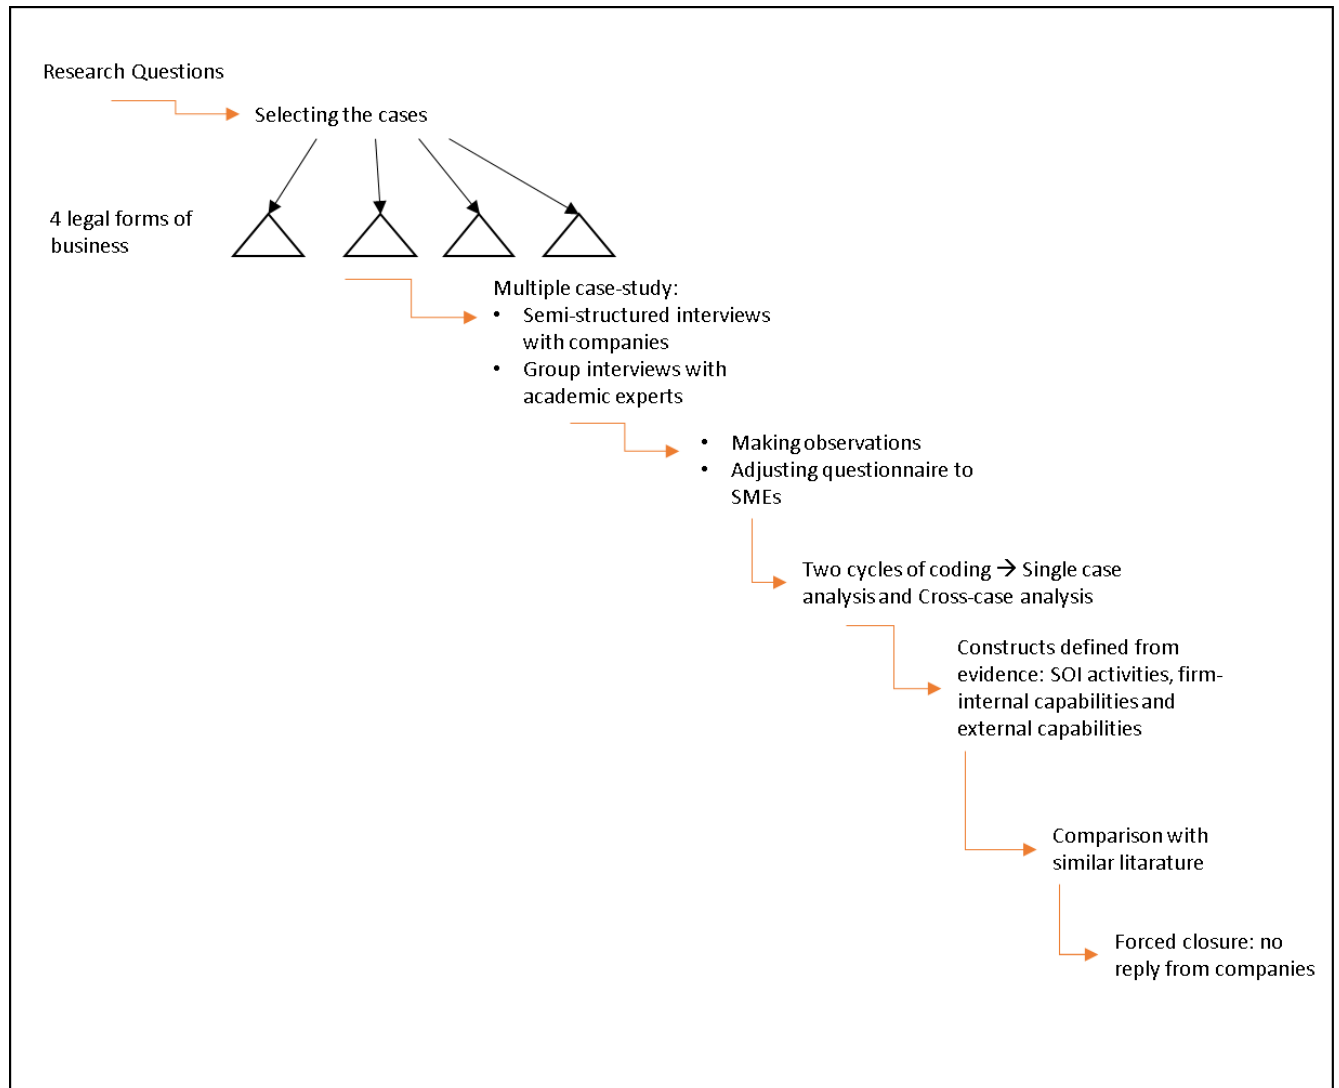 Research Questions
Selecting the cases
4 legal forms of
business
Multiple case-study:
• Semi-structured interviews
with companies
• Group interviews with
academic experts
• Making observations
• Adjusting questionnaire to
SMEs
Two cycles of coding → Single case
analysis and Cross-case analysis
Constructs defined from
evidence: SOI activities, firm-
internal capabilities and
external capabilities
Comparison with
similar litarature
Forced closure: no
reply from companies